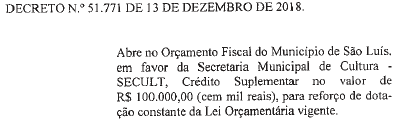 DECRETO N.º 51.771 DE 13 DE DEZEMBRO DE 2018.
Abre no Orçamento Fiscal do Município de São Luís,
em favor da Secretaria Municipal de Cultura -
SECULT, Crédito Suplementar no valor de
R$ 100.000,00 (cem mil reais), para reforço de dota-
ção constante da Lei Orçamentária vigente.